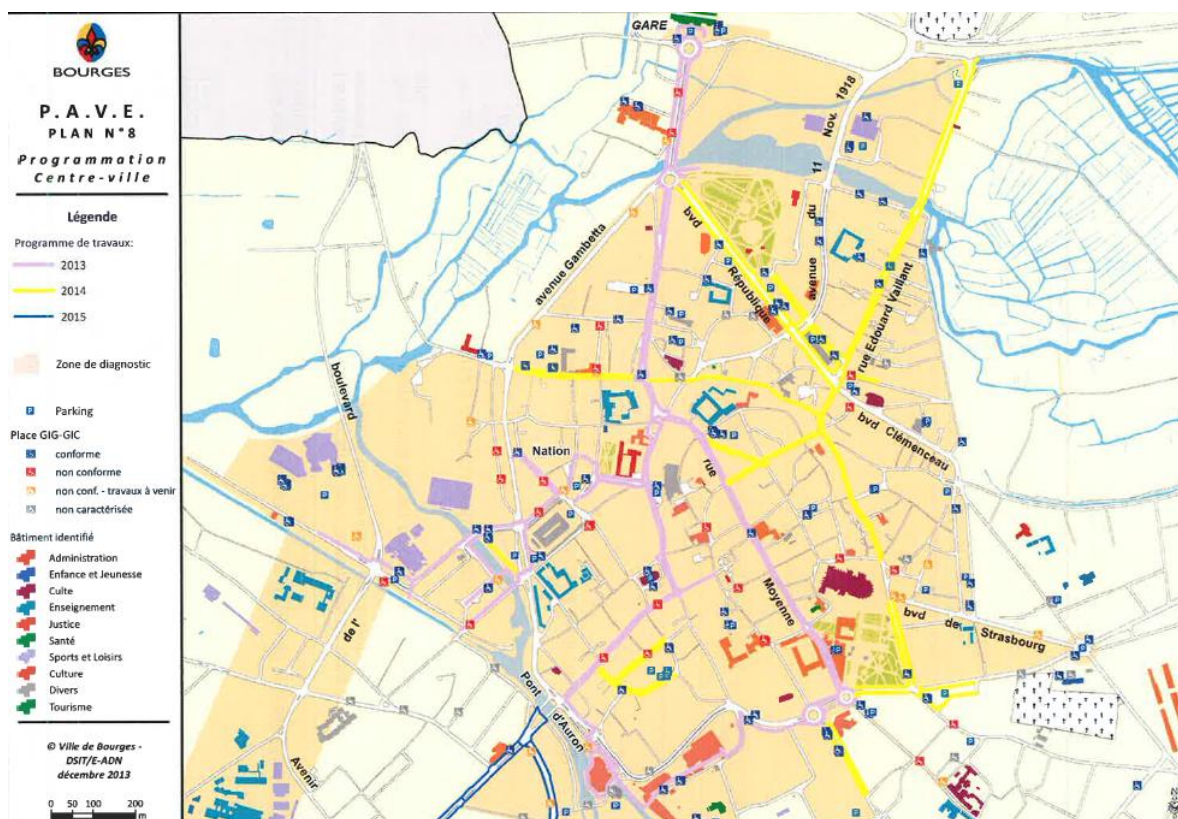 BOURGES
P.A.V.E.
PLAN N°8
Programmation
Centre-ville
Légende
Programme de travaux:
2013
2014
2015
Zone de diagnostic
Parking
Place GIG-GIC
conforme
non conforme
non conf. - travaux à venir
non caractérisée
Bâtiment identifié
Administration
Enfance et Jeunesse
Culte
Enseignement
Justice
Santé
Sports et Loisirs
Culture
Divers
Tourisme
© Ville de Bourges -
DSIT/E-ADN
décembre 2013
0 50 100 200
m
GARE
avenue du 11 Nov. 1918
avenue Gambetta
bvd République
rue Edouard Vaillant
bvd Clémenceau
boulevard de l' Avenir
Nation
rue Moyenne
bvd de Strasbourg
Pont d'Auron